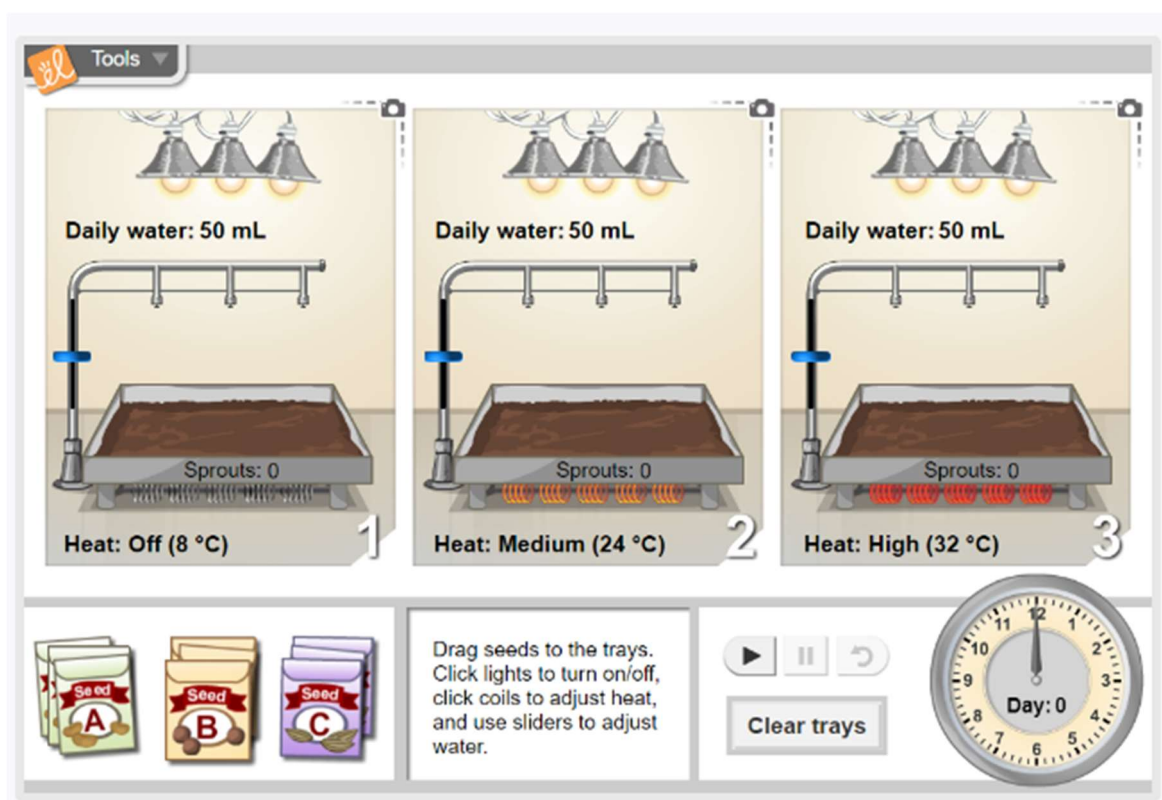 el
Tools
Daily water: 50 mL
Sprouts: 0
Heat: Off (8 °C)
1
Daily water: 50 mL
Sprouts: 0
Heat: Medium (24 °C)
2
Daily water: 50 mL
Sprouts: 0
Heat: High (32 °C)
3
Seed
A
Seed
B
Seed
C
Drag seeds to the trays.
Click lights to turn on/off,
click coils to adjust heat,
and use sliders to adjust
water.
Clear trays
12
1
2
3
4
5
6
7
8
9
10
11
Day: 0